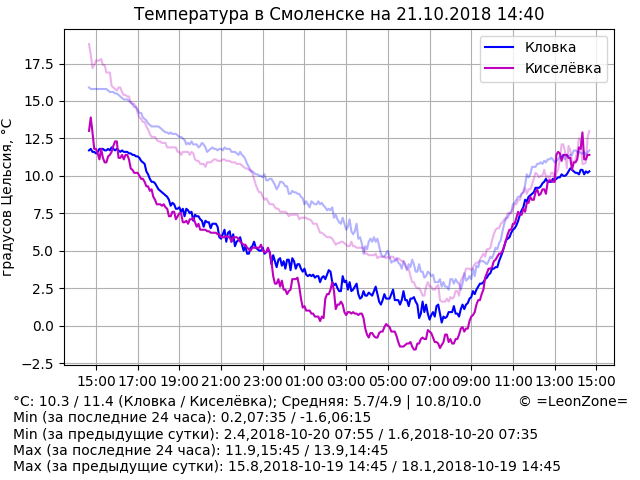 Температура в Смоленске на 21.10.2018 14:40
градусов Цельсия, °C
17.5
15.0
12.5
10.0
7.5
5.0
2.5
0.0
−2.5
Кловка
Киселёвка
15:00 17:00 19:00 21:00 23:00 01:00 03:00 05:00 07:00 09:00 11:00 13:00 15:00
°C: 10.3 / 11.4 (Кловка / Киселёвка); Средняя: 5.7/4.9 | 10.8/10.0 © =LeonZone=
Min (за последние 24 часа): 0.2,07:35 / -1.6,06:15
Min (за предыдущие сутки): 2.4,2018-10-20 07:55 / 1.6,2018-10-20 07:35
Max (за последние 24 часа): 11.9,15:45 / 13.9,14:45
Max (за предыдущие сутки): 15.8,2018-10-19 14:45 / 18.1,2018-10-19 14:45